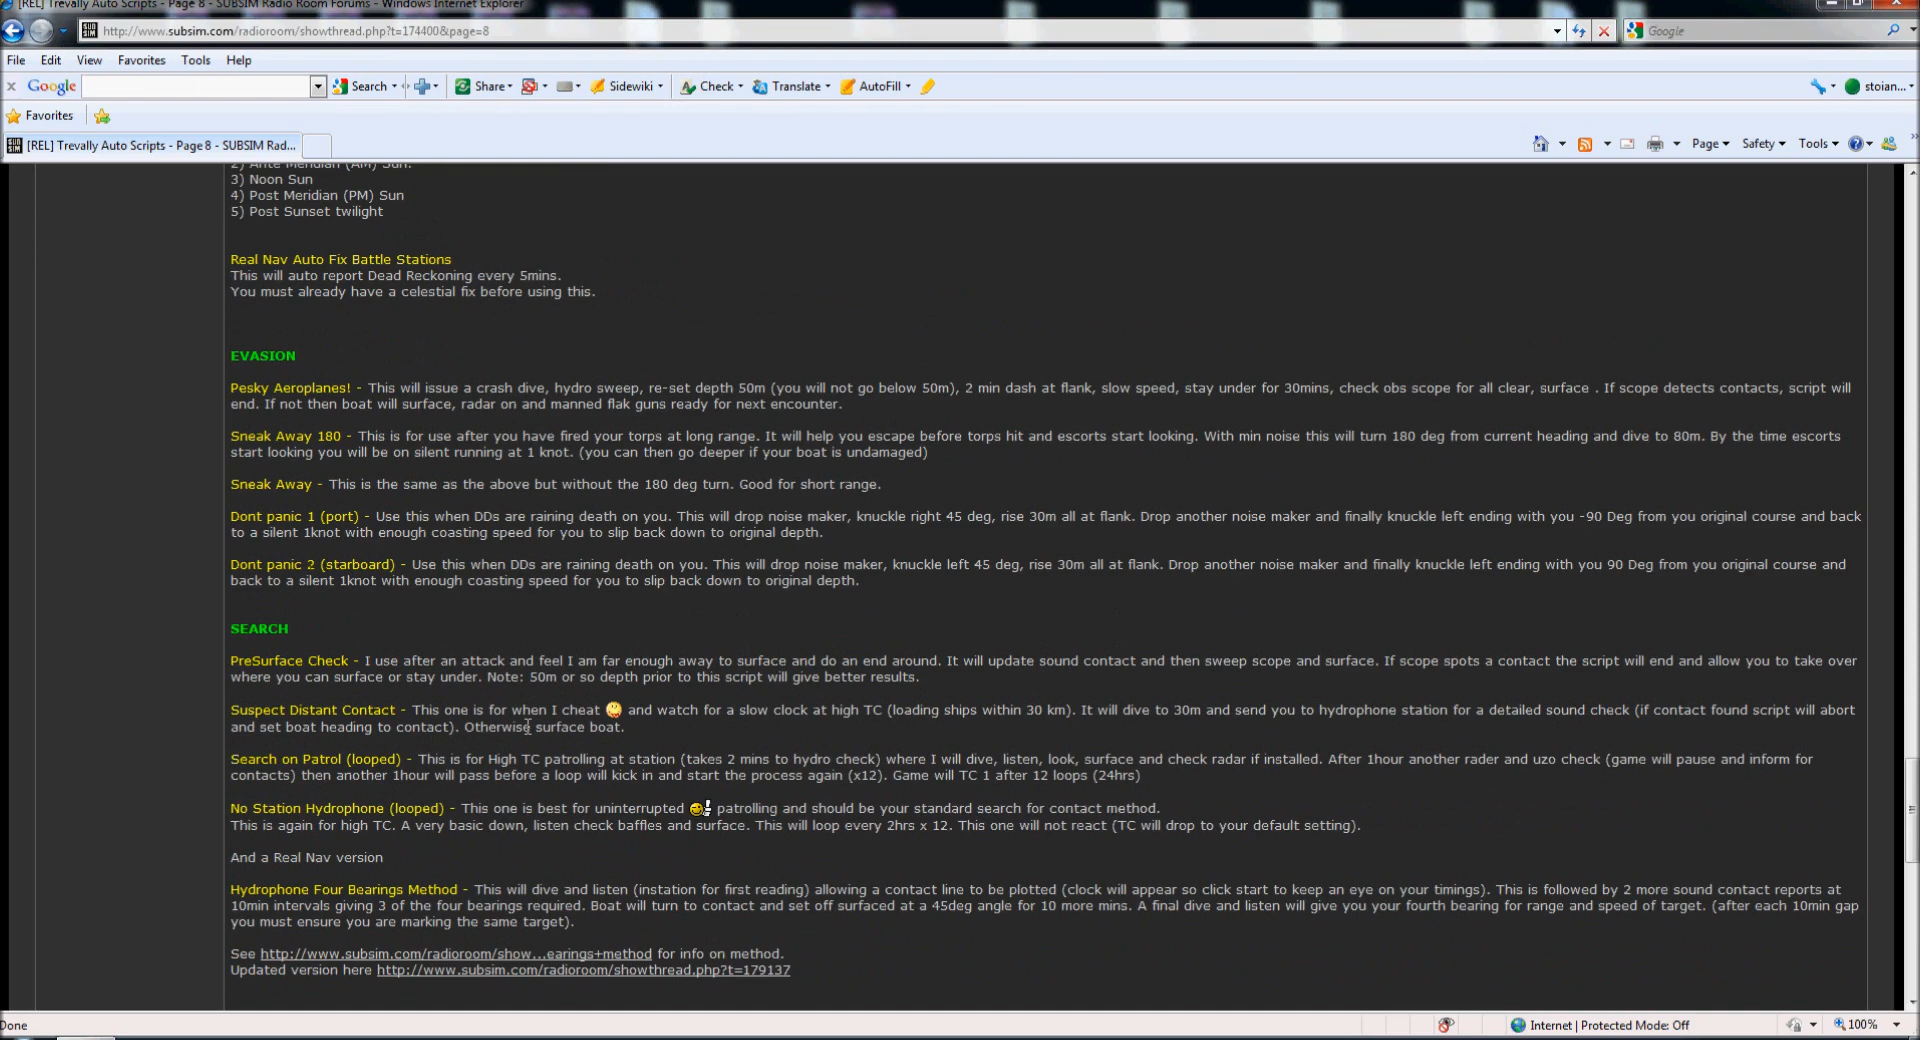 [REL] Trevally Auto Scripts - Page 8 - SUBSIM Radio Room Forums - Windows Internet Explorer
http://www.subsim.com/radioroom/showthread.php?t=174400&page=8
Google
File Edit View Favorites Tools Help
x Google Search Share Sidewiki Check Translate AutoFill stoian...
Favorites
[REL] Trevally Auto Scripts - Page 8 - SUBSIM Rad... Page Safety Tools
2) Ante Meridian (AM) Sun.
3) Noon Sun
4) Post Meridian (PM) Sun
5) Post Sunset twilight
Real Nav Auto Fix Battle Stations
This will auto report Dead Reckoning every 5mins.
You must already have a celestial fix before using this.
EVASION
Pesky Aeroplanes! - This will issue a crash dive, hydro sweep, re-set depth 50m (you will not go below 50m), 2 min dash at flank, slow speed, stay under for 30mins, check obs scope for all clear, surface . If scope detects contacts, script will
end. If not then boat will surface, radar on and manned flak guns ready for next encounter.
Sneak Away 180 - This is for use after you have fired your torps at long range. It will help you escape before torps hit and escorts start looking. With min noise this will turn 180 deg from current heading and dive to 80m. By the time escorts
start looking you will be on silent running at 1 knot. (you can then go deeper if your boat is undamaged)
Sneak Away - This is the same as the above but without the 180 deg turn. Good for short range.
Dont panic 1 (port) - Use this when DDs are raining death on you. This will drop noise maker, knuckle right 45 deg, rise 30m all at flank. Drop another noise maker and finally knuckle left ending with you -90 Deg from you original course and back
to a silent 1knot with enough coasting speed for you to slip back down to original depth.
Dont panic 2 (starboard) - Use this when DDs are raining death on you. This will drop noise maker, knuckle left 45 deg, rise 30m all at flank. Drop another noise maker and finally knuckle left ending with you 90 Deg from you original course and
back to a silent 1knot with enough coasting speed for you to slip back down to original depth.
SEARCH
PreSurface Check - I use after an attack and feel I am far enough away to surface and do an end around. It will update sound contact and then sweep scope and surface. If scope spots a contact the script will end and allow you to take over
where you can surface or stay under. Note: 50m or so depth prior to this script will give better results.
Suspect Distant Contact - This one is for when I cheat and watch for a slow clock at high TC (loading ships within 30 km). It will dive to 30m and send you to hydrophone station for a detailed sound check (if contact found script will abort
and set boat heading to contact). Otherwise surface boat.
Search on Patrol (looped) - This is for High TC patrolling at station (takes 2 mins to hydro check) where I will dive, listen, look, surface and check radar if installed. After 1hour another rader and uzo check (game will pause and inform for
contacts) then another 1hour will pass before a loop will kick in and start the process again (x12). Game will TC 1 after 12 loops (24hrs)
No Station Hydrophone (looped) - This one is best for uninterrupted patrolling and should be your standard search for contact method.
This is again for high TC. A very basic down, listen check baffles and surface. This will loop every 2hrs x 12. This one will not react (TC will drop to your default setting).
And a Real Nav version
Hydrophone Four Bearings Method - This will dive and listen (instation for first reading) allowing a contact line to be plotted (clock will appear so click start to keep an eye on your timings). This is followed by 2 more sound contact reports at
10min intervals giving 3 of the four bearings required. Boat will turn to contact and set off surfaced at a 45deg angle for 10 more mins. A final dive and listen will give you your fourth bearing for range and speed of target. (after each 10min gap
you must ensure you are marking the same target).
See http://www.subsim.com/radioroom/show...earings+method for info on method.
Updated version here http://www.subsim.com/radioroom/showthread.php?t=179137
Done Internet | Protected Mode: Off 100%